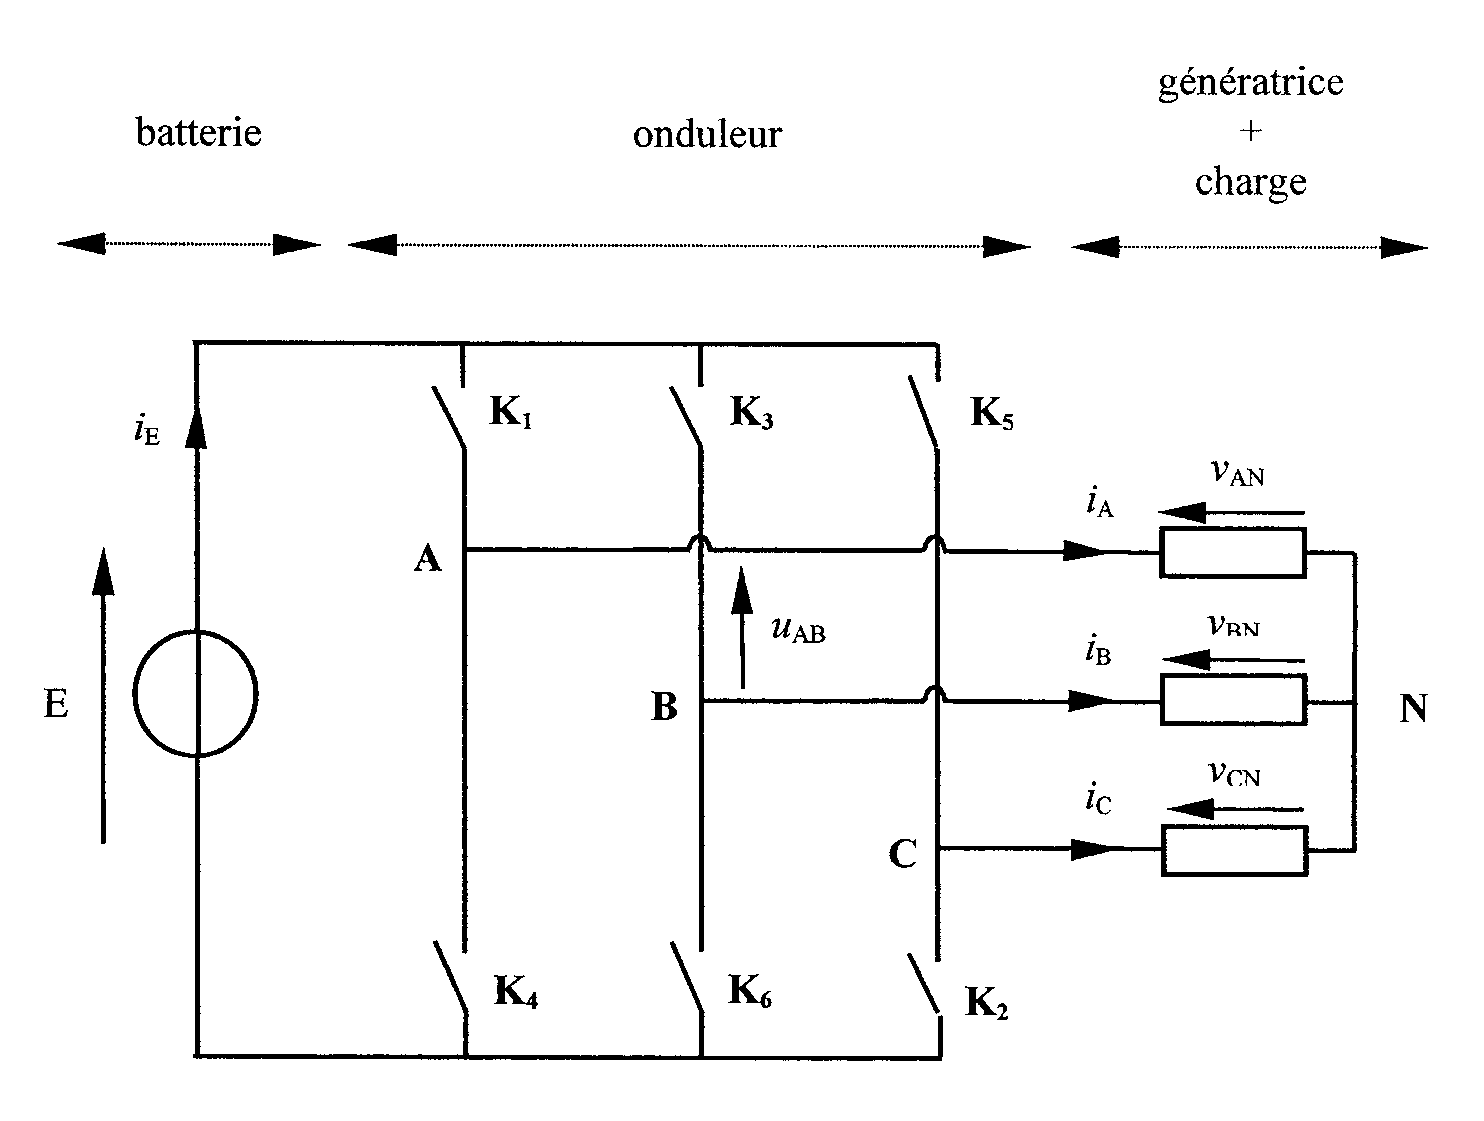 génératrice
batterie
onduleur
+
charge
K1
K3
K5
iE
vAN
iA
A
uAB
vBN
iB
E
B
N
vCN
iC
C
K4
K6
K2